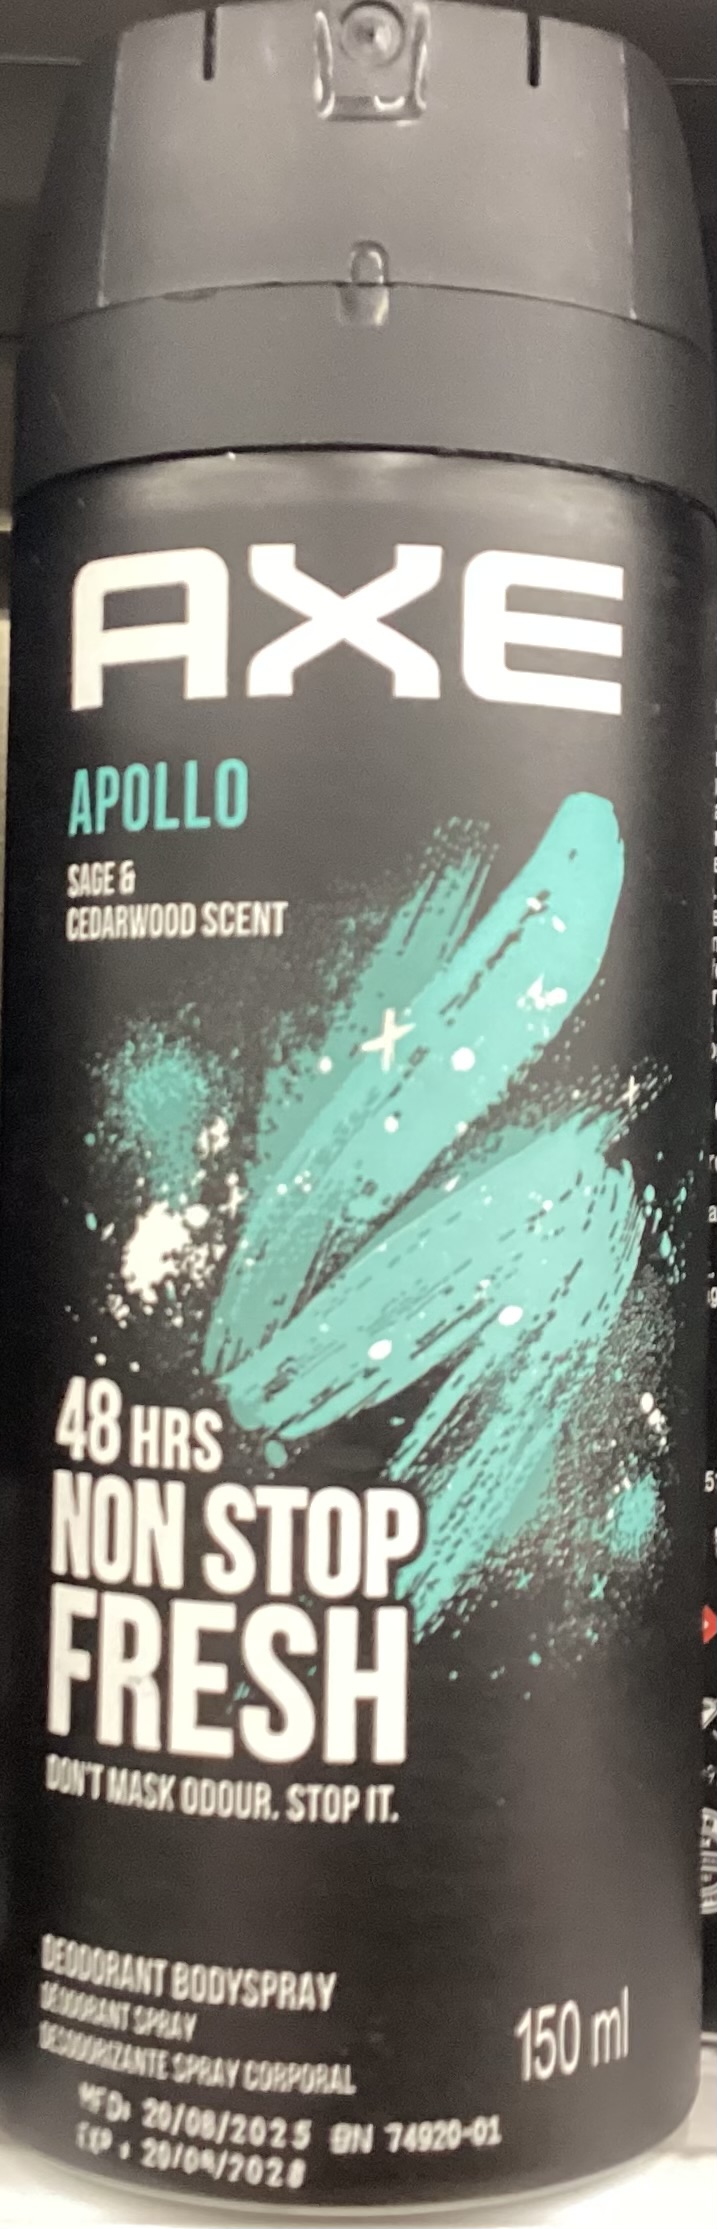 AXE
APOLLO
SAGE &
CEDARWOOD SCENT
48 HRS
NON STOP
FRESH
DON'T MASK ODOUR. STOP IT.
DEODORANT BODYSPRAY
DEODORANT SPRAY
DESODORIZANTE SPRAY CORPORAL
150 ml
MFD: 20/08/2025 BN 74920-01
EXP :